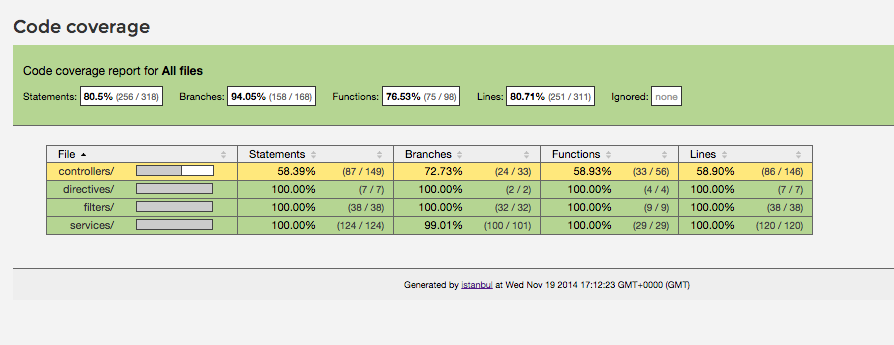 Code coverage
Code coverage report for All files
Statements: 80.5% (256 / 318) Branches: 94.05% (158 / 168) Functions: 76.53% (75 / 98) Lines: 80.71% (251 / 311) Ignored: none
File Statements Branches Functions Lines
controllers/ 58.39% (87 / 149) 72.73% (24 / 33) 58.93% (33 / 56) 58.90% (86 / 146)
directives/ 100.00% (7 / 7) 100.00% (2 / 2) 100.00% (4 / 4) 100.00% (7 / 7)
filters/ 100.00% (38 / 38) 100.00% (32 / 32) 100.00% (9 / 9) 100.00% (38 / 38)
services/ 100.00% (124 / 124) 99.01% (100 / 101) 100.00% (29 / 29) 100.00% (120 / 120)
Generated by istanbul at Wed Nov 19 2014 17:12:23 GMT+0000 (GMT)